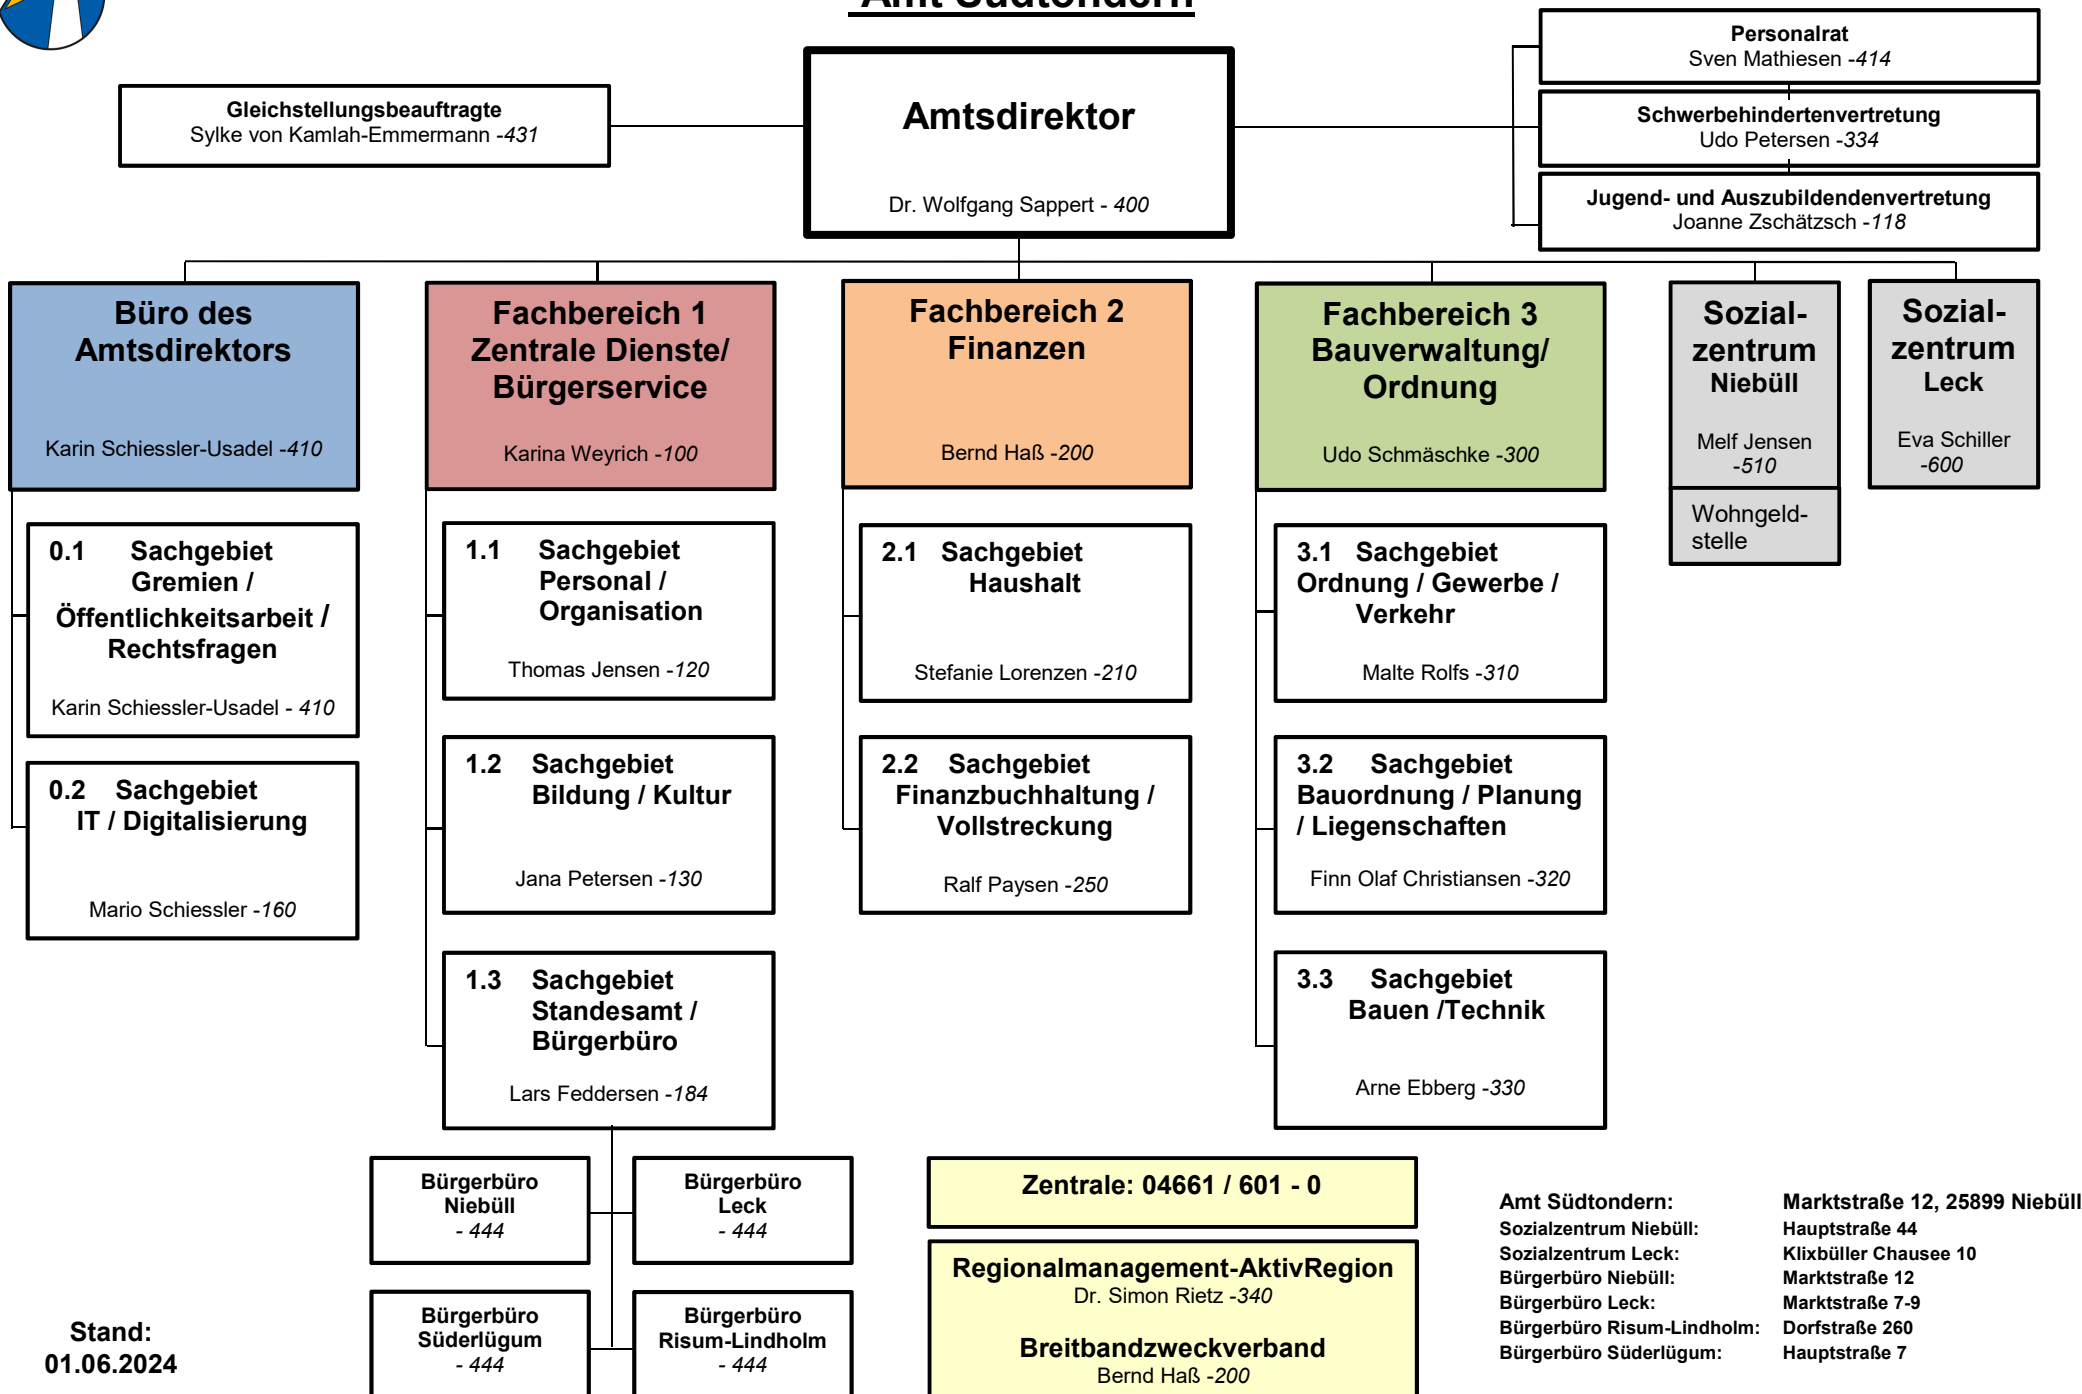 Amt Südtondern
Personalrat
Sven Mathiesen -414
Gleichstellungsbeauftragte
Sylke von Kamlah-Emmermann -431
Amtsdirektor
Dr. Wolfgang Sappert - 400
Schwerbehindertenvertretung
Udo Petersen -334
Jugend- und Auszubildendenvertretung
Joanne Zschätzsch -118
Büro des
Amtsdirektors
Karin Schiessler-Usadel -410
Fachbereich 1
Zentrale Dienste/
Bürgerservice
Karina Weyrich -100
Fachbereich 2
Finanzen
Bernd Haß -200
Fachbereich 3
Bauverwaltung/
Ordnung
Udo Schmäschke -300
Sozial-
zentrum
Niebüll
Melf Jensen
-510
Wohngeld-
stelle
Sozial-
zentrum
Leck
Eva Schiller
-600
0.1 Sachgebiet
Gremien /
Öffentlichkeitsarbeit /
Rechtsfragen
Karin Schiessler-Usadel - 410
0.2 Sachgebiet
IT / Digitalisierung
Mario Schiessler -160
1.1 Sachgebiet
Personal /
Organisation
Thomas Jensen -120
1.2 Sachgebiet
Bildung / Kultur
Jana Petersen -130
1.3 Sachgebiet
Standesamt /
Bürgerbüro
Lars Feddersen -184
2.1 Sachgebiet
Haushalt
Stefanie Lorenzen -210
2.2 Sachgebiet
Finanzbuchhaltung /
Vollstreckung
Ralf Paysen -250
3.1 Sachgebiet
Ordnung / Gewerbe /
Verkehr
Malte Rolfs -310
3.2 Sachgebiet
Bauordnung / Planung
/ Liegenschaften
Finn Olaf Christiansen -320
3.3 Sachgebiet
Bauen /Technik
Arne Ebberg -330
Bürgerbüro
Niebüll
- 444
Bürgerbüro
Leck
- 444
Bürgerbüro
Süderlügum
- 444
Bürgerbüro
Risum-Lindholm
- 444
Zentrale: 04661 / 601 - 0
Regionalmanagement-AktivRegion
Dr. Simon Rietz -340
Breitbandzweckverband
Bernd Haß -200
Amt Südtondern: Marktstraße 12, 25899 Niebüll
Sozialzentrum Niebüll: Hauptstraße 44
Sozialzentrum Leck: Klixbüller Chausee 10
Bürgerbüro Niebüll: Marktstraße 12
Bürgerbüro Leck: Marktstraße 7-9
Bürgerbüro Risum-Lindholm: Dorfstraße 260
Bürgerbüro Süderlügum: Hauptstraße 7
Stand:
01.06.2024